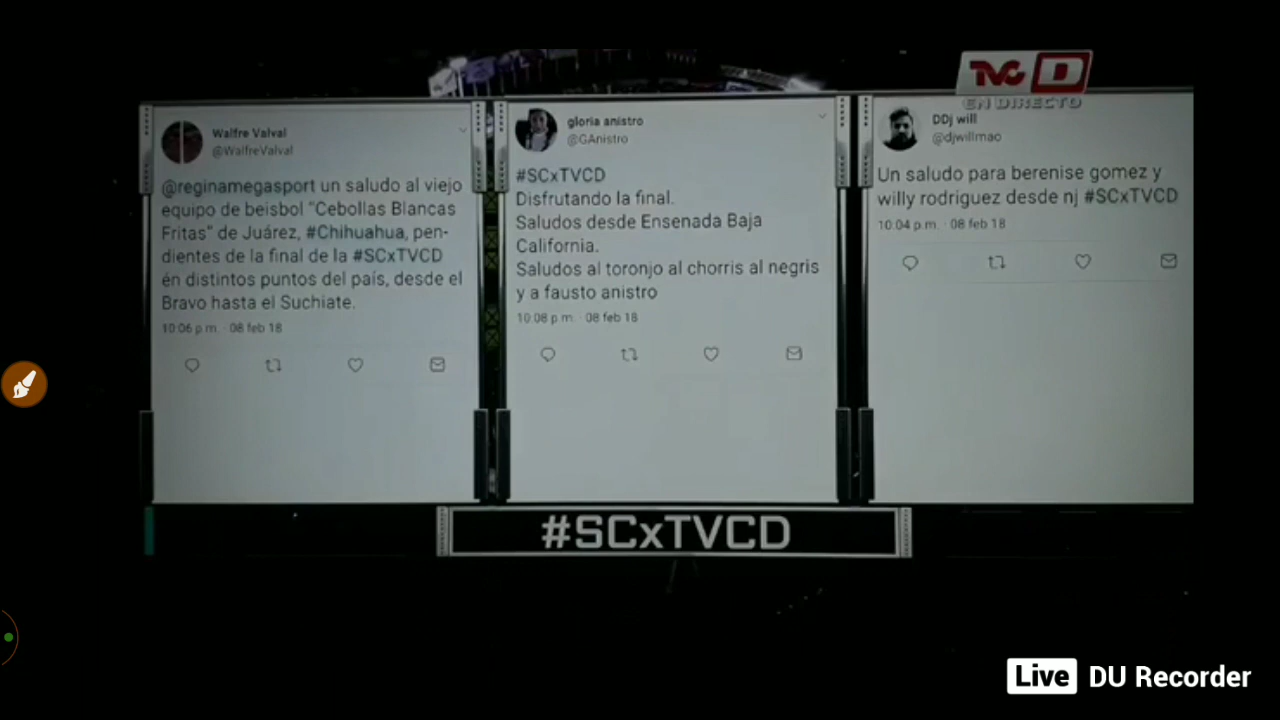 TVC D
EN DIRECTO
Walfre Valval
@WalfreValval
@reginamegasport un saludo al viejo
equipo de beisbol "Cebollas Blancas
Fritas" de Juárez, #Chihuahua, pen-
dientes de la final de la #SCxTVCD
én distintos puntos del país, desde el
Bravo hasta el Suchiate.
10:06 p.m. · 08 feb 18
gloria anistro
@GAnistro
#SCxTVCD
Disfrutando la final.
Saludos desde Ensenada Baja
California.
Saludos al toronjo al chorris al negris
y a fausto anistro
10:08 p.m. · 08 feb 18
DDj will
@djwillmao
Un saludo para berenise gomez y
willy rodriguez desde nj #SCxTVCD
10:04 p.m. · 08 feb 18
#SCxTVCD
Live DU Recorder